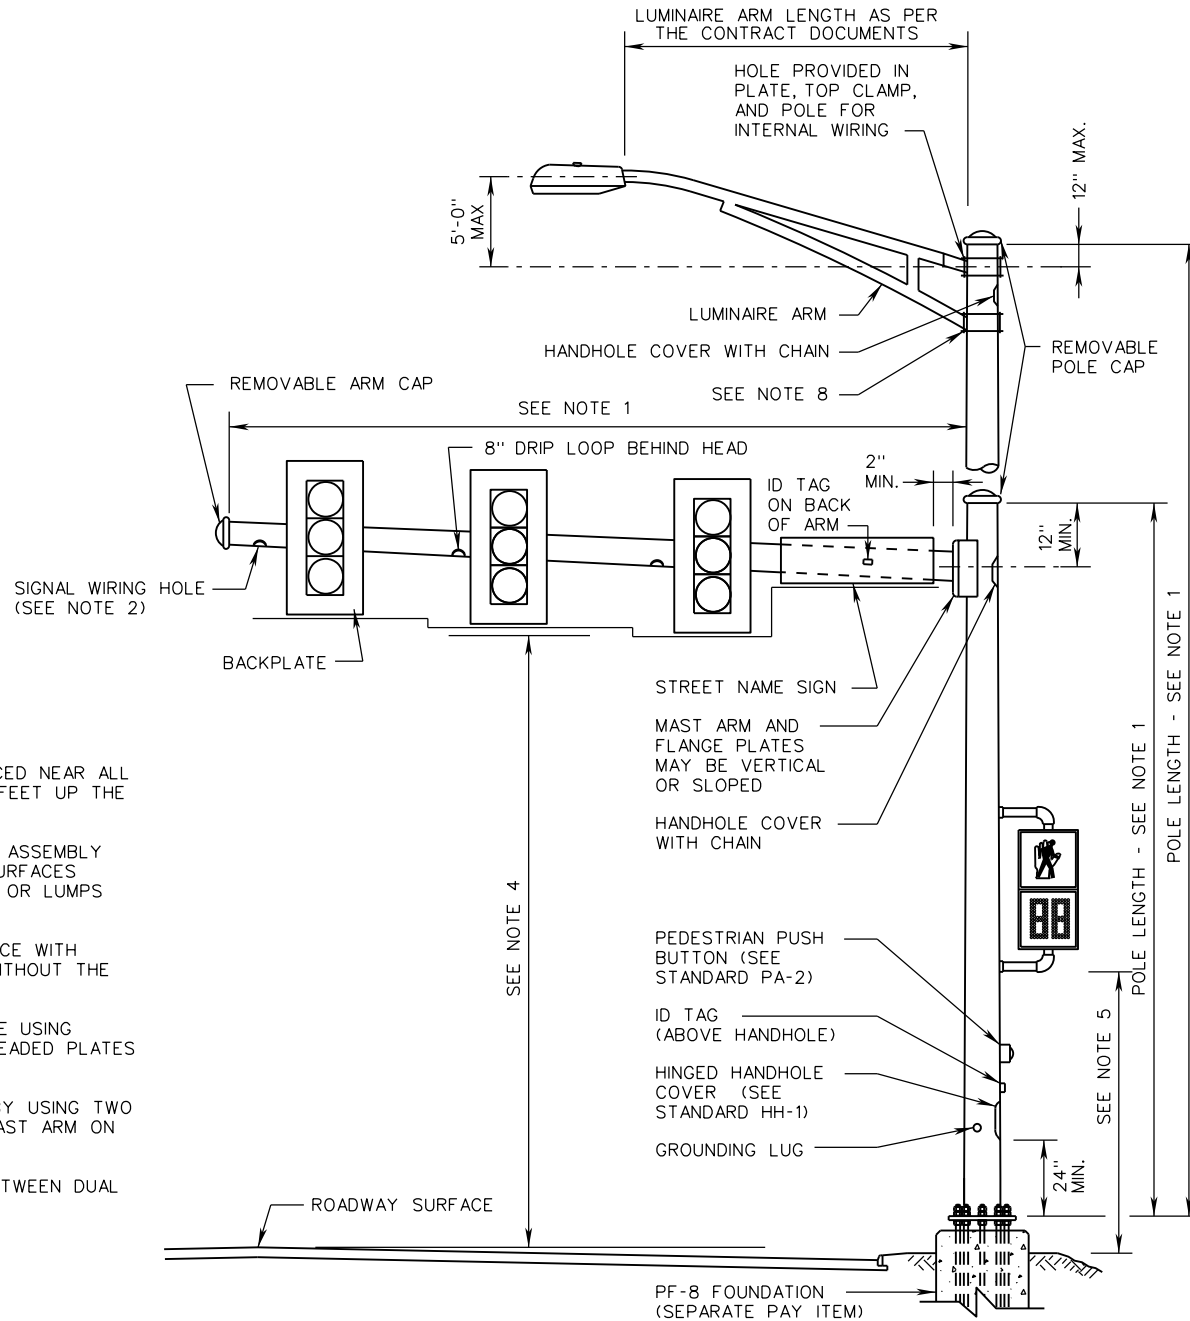 LUMINAIRE ARM LENGTH AS PER
THE CONTRACT DOCUMENTS
HOLE PROVIDED IN
PLATE, TOP CLAMP,
AND POLE FOR
INTERNAL WIRING
12" MAX.
5'-0"
MAX
LUMINAIRE ARM
HANDHOLE COVER WITH CHAIN
REMOVABLE
POLE CAP
SEE NOTE 8
REMOVABLE ARM CAP
SEE NOTE 1
8" DRIP LOOP BEHIND HEAD
2"
MIN.
ID TAG
ON BACK
OF ARM
12"
MIN.
SIGNAL WIRING HOLE
(SEE NOTE 2)
BACKPLATE
STREET NAME SIGN
MAST ARM AND
FLANGE PLATES
MAY BE VERTICAL
OR SLOPED
HANDHOLE COVER
WITH CHAIN
POLE LENGTH - SEE NOTE 1
POLE LENGTH - SEE NOTE 1
CED NEAR ALL
FEET UP THE
ASSEMBLY
URFACES
OR LUMPS
CE WITH
ITHOUT THE
E USING
EADED PLATES
BY USING TWO
AST ARM ON
TWEEN DUAL
SEE NOTE 4
PEDESTRIAN PUSH
BUTTON (SEE
STANDARD PA-2)
ID TAG
(ABOVE HANDHOLE)
HINGED HANDHOLE
COVER (SEE
STANDARD HH-1)
GROUNDING LUG
SEE NOTE 5
24"
MIN.
ROADWAY SURFACE
PF-8 FOUNDATION
(SEPARATE PAY ITEM)